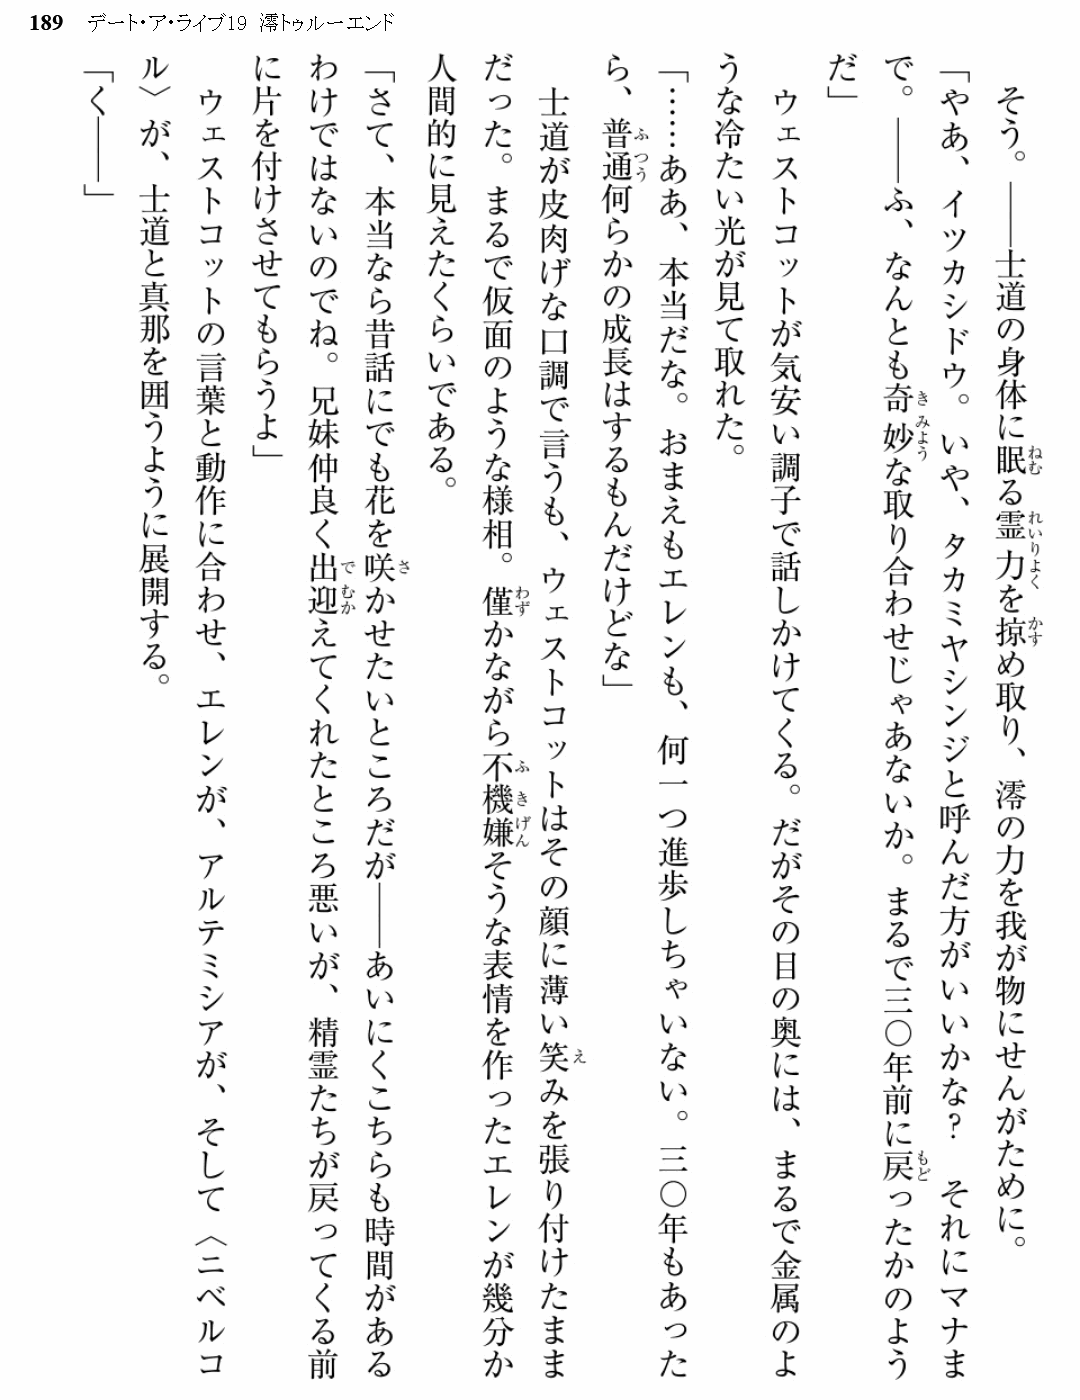 189 デート・ア・ライブ19 澪トゥルーエンド
そう。――士道の身体に眠る霊力を掠め取り、澪の力を我が物にせんがために。
「やあ、イツカシドウ。いや、タカミヤシンジと呼んだ方がいいかな？　それにマナま
で。――ふ、なんとも奇妙な取り合わせじゃあないか。まるで三〇年前に戻ったかのよう
だ」
ウェストコットが気安い調子で話しかけてくる。だがその目の奥には、まるで金属のよ
うな冷たい光が見て取れた。
「……ああ、本当だな。おまえもエレンも、何一つ進歩しちゃいない。三〇年もあった
ら、普通何らかの成長はするもんだけどな」
士道が皮肉げな口調で言うも、ウェストコットはその顔に薄い笑みを張り付けたまま
だった。まるで仮面のような様相。僅かながら不機嫌そうな表情を作ったエレンが幾分か
人間的に見えたくらいである。
「さて、本当なら昔話にでも花を咲かせたいところだが――あいにくこちらも時間がある
わけではないのでね。兄妹仲良く出迎えてくれたところ悪いが、精霊たちが戻ってくる前
に片を付けさせてもらうよ」
ウェストコットの言葉と動作に合わせ、エレンが、アルテミシアが、そして〈ニベルコ
ル〉が、士道と真那を囲うように展開する。
「く――」